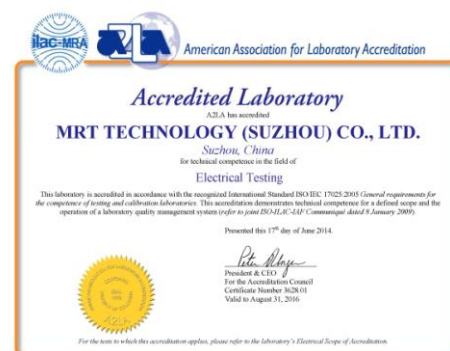 ilac-MRA
A2LA
American Association for Laboratory Accreditation
Accredited Laboratory
A2LA has accredited
MRT TECHNOLOGY (SUZHOU) CO., LTD.
Suzhou, China
for technical competence in the field of
Electrical Testing
This laboratory is accredited in accordance with the recognized International Standard ISO/IEC 17025:2005 General requirements for
the competence of testing and calibration laboratories. This accreditation demonstrates technical competence for a defined scope and the
operation of a laboratory quality management system (refer to joint ISO-ILAC-IAF Communiqué dated 8 January 2009).
Presented this 17th day of June 2014.
President & CEO
For the Accreditation Council
Certificate Number 3628.01
Valid to August 31, 2016
A2LA
For the tests to which this accreditation applies, please refer to the laboratory's Electrical Scope of Accreditation.